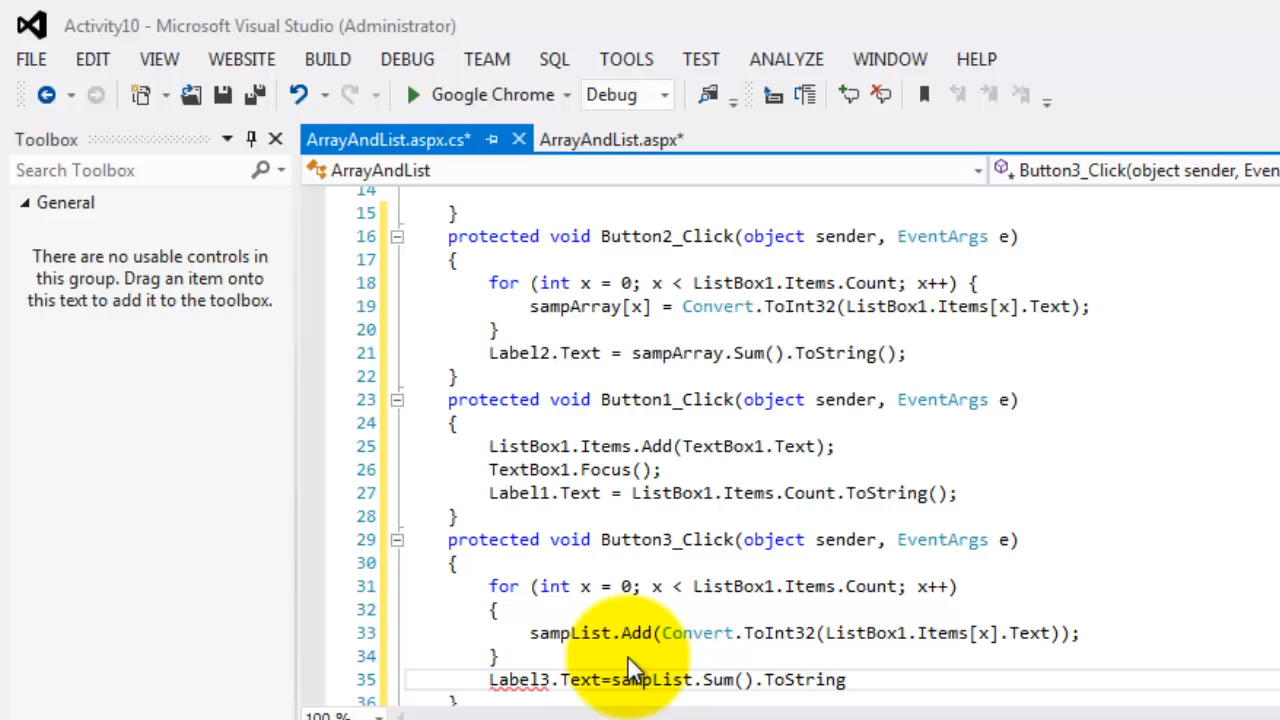 Activity10 - Microsoft Visual Studio (Administrator)
FILE EDIT VIEW WEBSITE BUILD DEBUG TEAM SQL TOOLS TEST ANALYZE WINDOW HELP
Google Chrome Debug
Toolbox
ArrayAndList.aspx.cs* ArrayAndList.aspx*
Search Toolbox
ArrayAndList
Button3_Click(object sender, Even
General
There are no usable controls in
this group. Drag an item onto
this text to add it to the toolbox.
14
15 }
16 protected void Button2_Click(object sender, EventArgs e)
17 {
18 for (int x = 0; x < ListBox1.Items.Count; x++) {
19 sampArray[x] = Convert.ToInt32(ListBox1.Items[x].Text);
20 }
21 Label2.Text = sampArray.Sum().ToString();
22 }
23 protected void Button1_Click(object sender, EventArgs e)
24 {
25 ListBox1.Items.Add(TextBox1.Text);
26 TextBox1.Focus();
27 Label1.Text = ListBox1.Items.Count.ToString();
28 }
29 protected void Button3_Click(object sender, EventArgs e)
30 {
31 for (int x = 0; x < ListBox1.Items.Count; x++)
32 {
33 sampList.Add(Convert.ToInt32(ListBox1.Items[x].Text));
34 }
35 Label3.Text=sampList.Sum().ToString
36 }
100 %